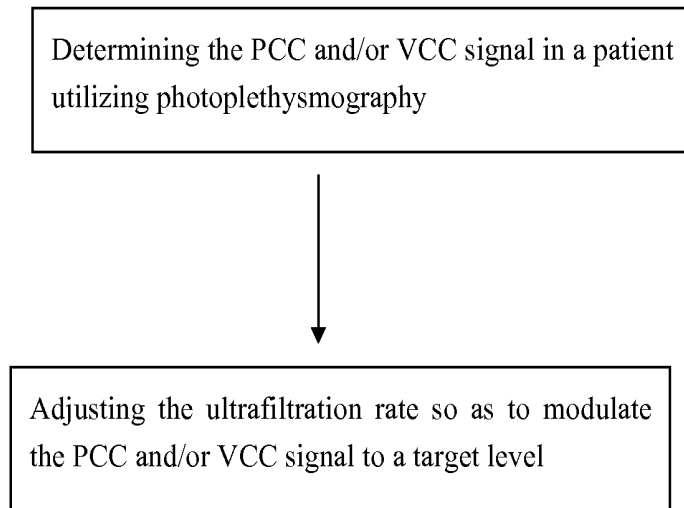 Determining the PCC and/or VCC signal in a patient
utilizing photoplethysmography
Adjusting the ultrafiltration rate so as to modulate
the PCC and/or VCC signal to a target level